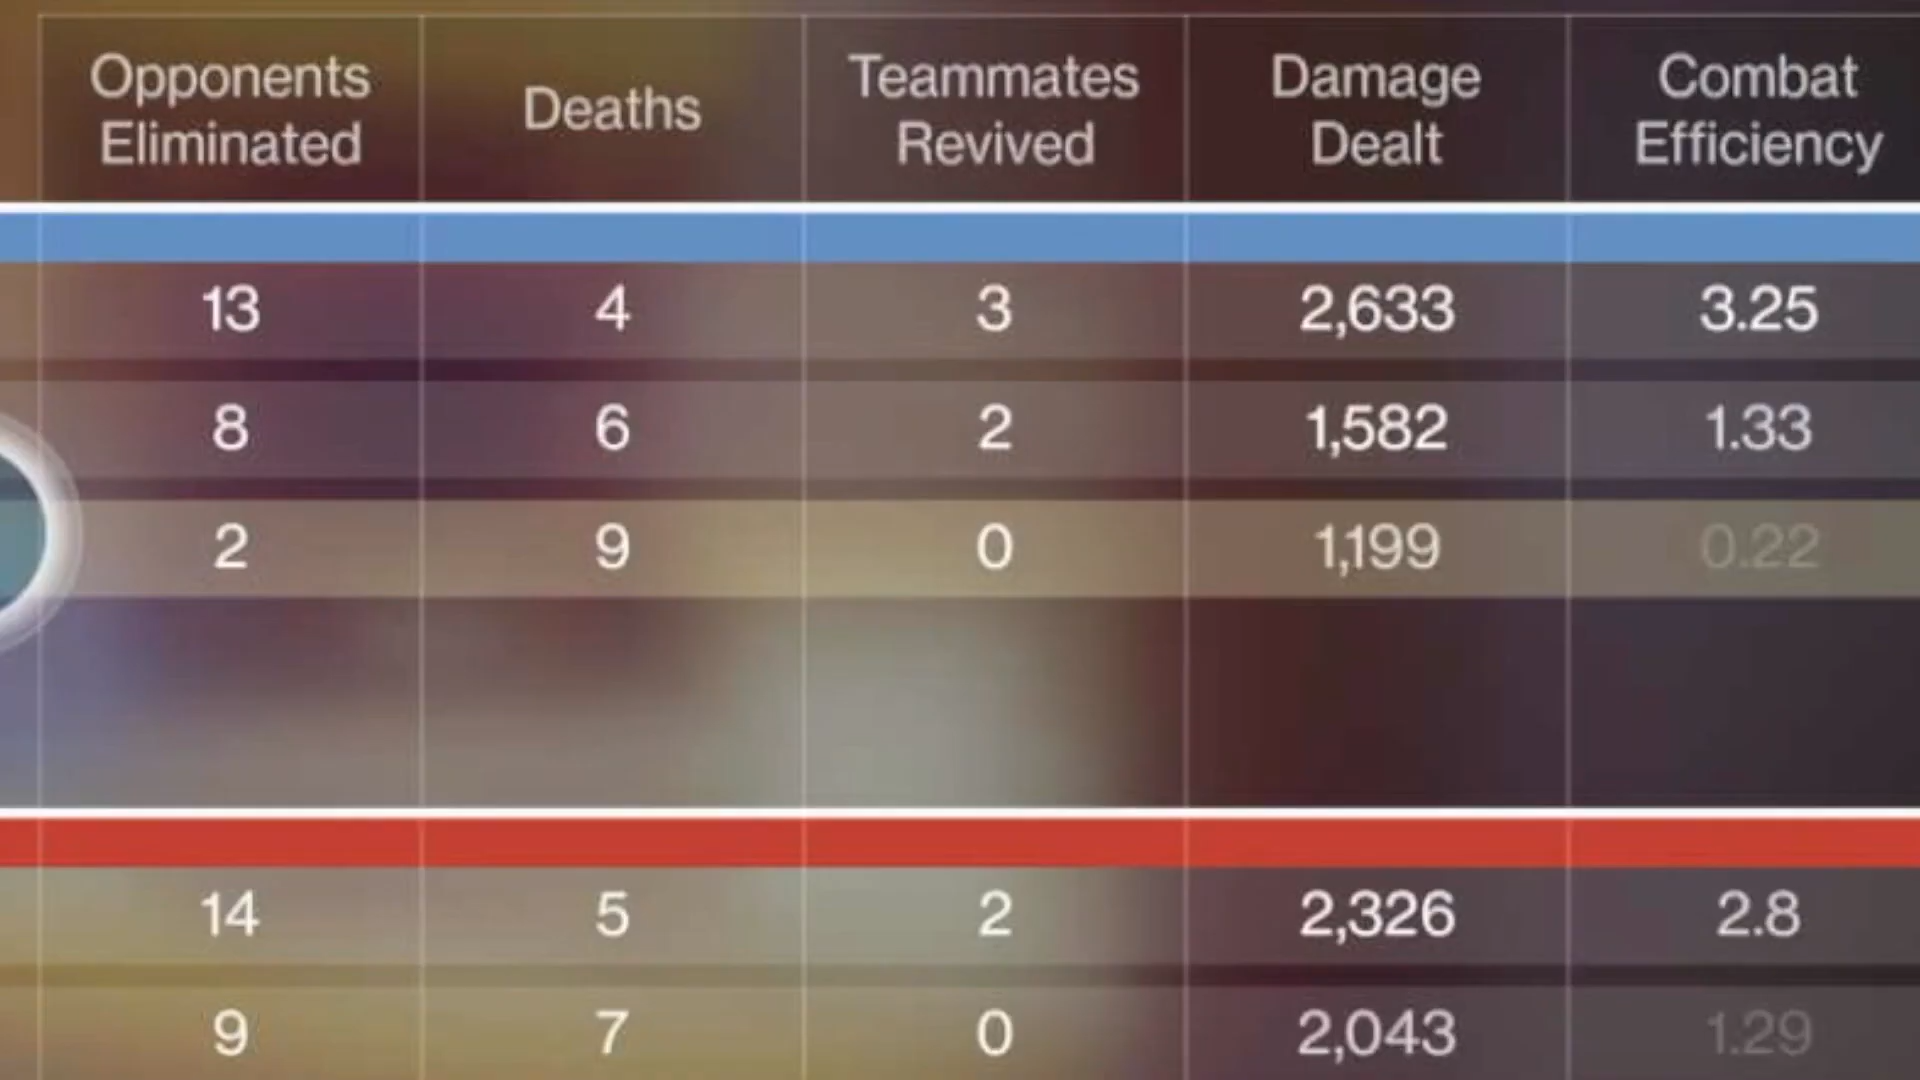 Opponents Eliminated Deaths Teammates Revived Damage Dealt Combat Efficiency
13 4 3 2,633 3.25
8 6 2 1,582 1.33
2 9 0 1,199 0.22
14 5 2 2,326 2.8
9 7 0 2,043 1.29